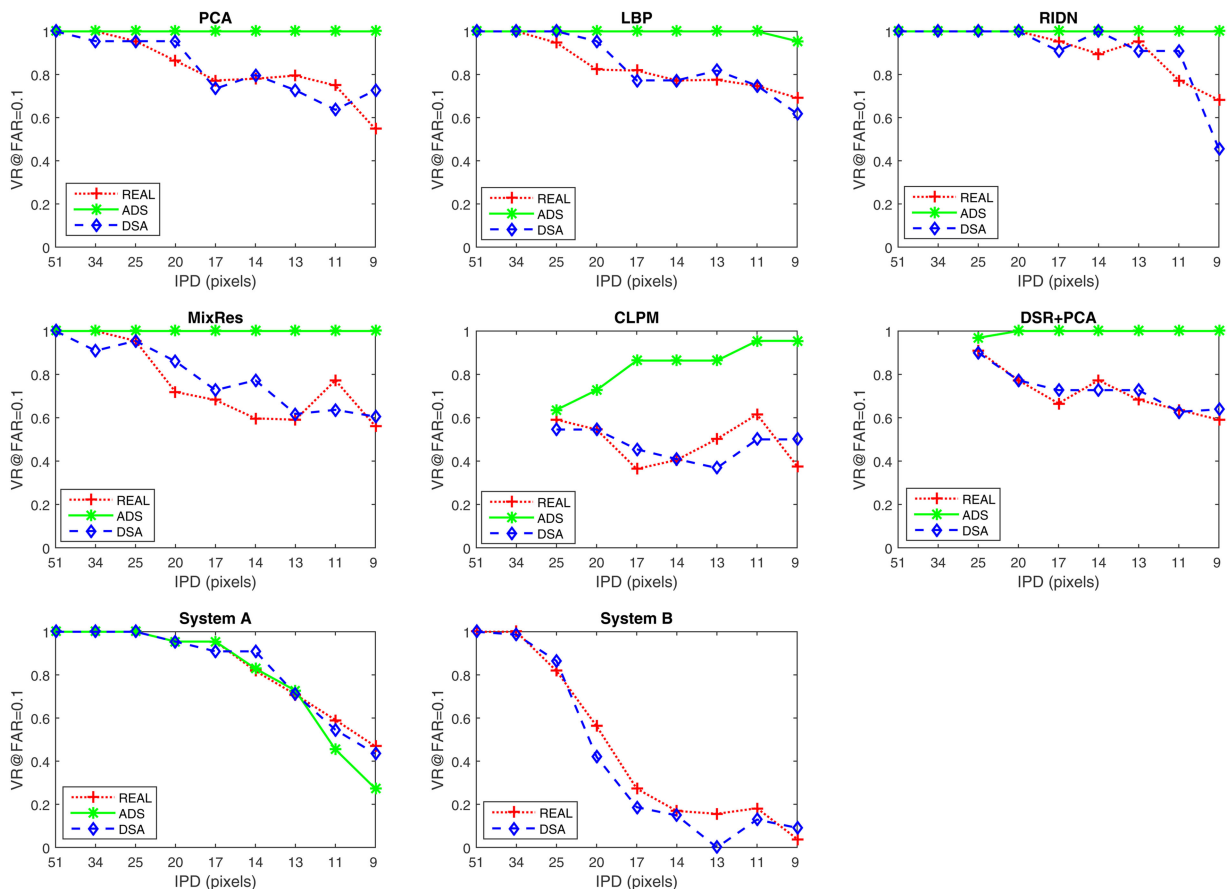 PCA
VR@FAR=0.1
1
0.8
0.6
0.4
0.2
0
REAL
ADS
DSA
51 34 25 20 17 14 13 11 9
IPD (pixels)
LBP
VR@FAR=0.1
1
0.8
0.6
0.4
0.2
0
REAL
ADS
DSA
51 34 25 20 17 14 13 11 9
IPD (pixels)
RIDN
VR@FAR=0.1
1
0.8
0.6
0.4
0.2
0
REAL
ADS
DSA
51 34 25 20 17 14 13 11 9
IPD (pixels)
MixRes
VR@FAR=0.1
1
0.8
0.6
0.4
0.2
0
REAL
ADS
DSA
51 34 25 20 17 14 13 11 9
IPD (pixels)
CLPM
VR@FAR=0.1
1
0.8
0.6
0.4
0.2
0
REAL
ADS
DSA
51 34 25 20 17 14 13 11 9
IPD (pixels)
DSR+PCA
VR@FAR=0.1
1
0.8
0.6
0.4
0.2
0
REAL
ADS
DSA
51 34 25 20 17 14 13 11 9
IPD (pixels)
System A
VR@FAR=0.1
1
0.8
0.6
0.4
0.2
0
REAL
ADS
DSA
51 34 25 20 17 14 13 11 9
IPD (pixels)
System B
VR@FAR=0.1
1
0.8
0.6
0.4
0.2
0
REAL
DSA
51 34 25 20 17 14 13 11 9
IPD (pixels)